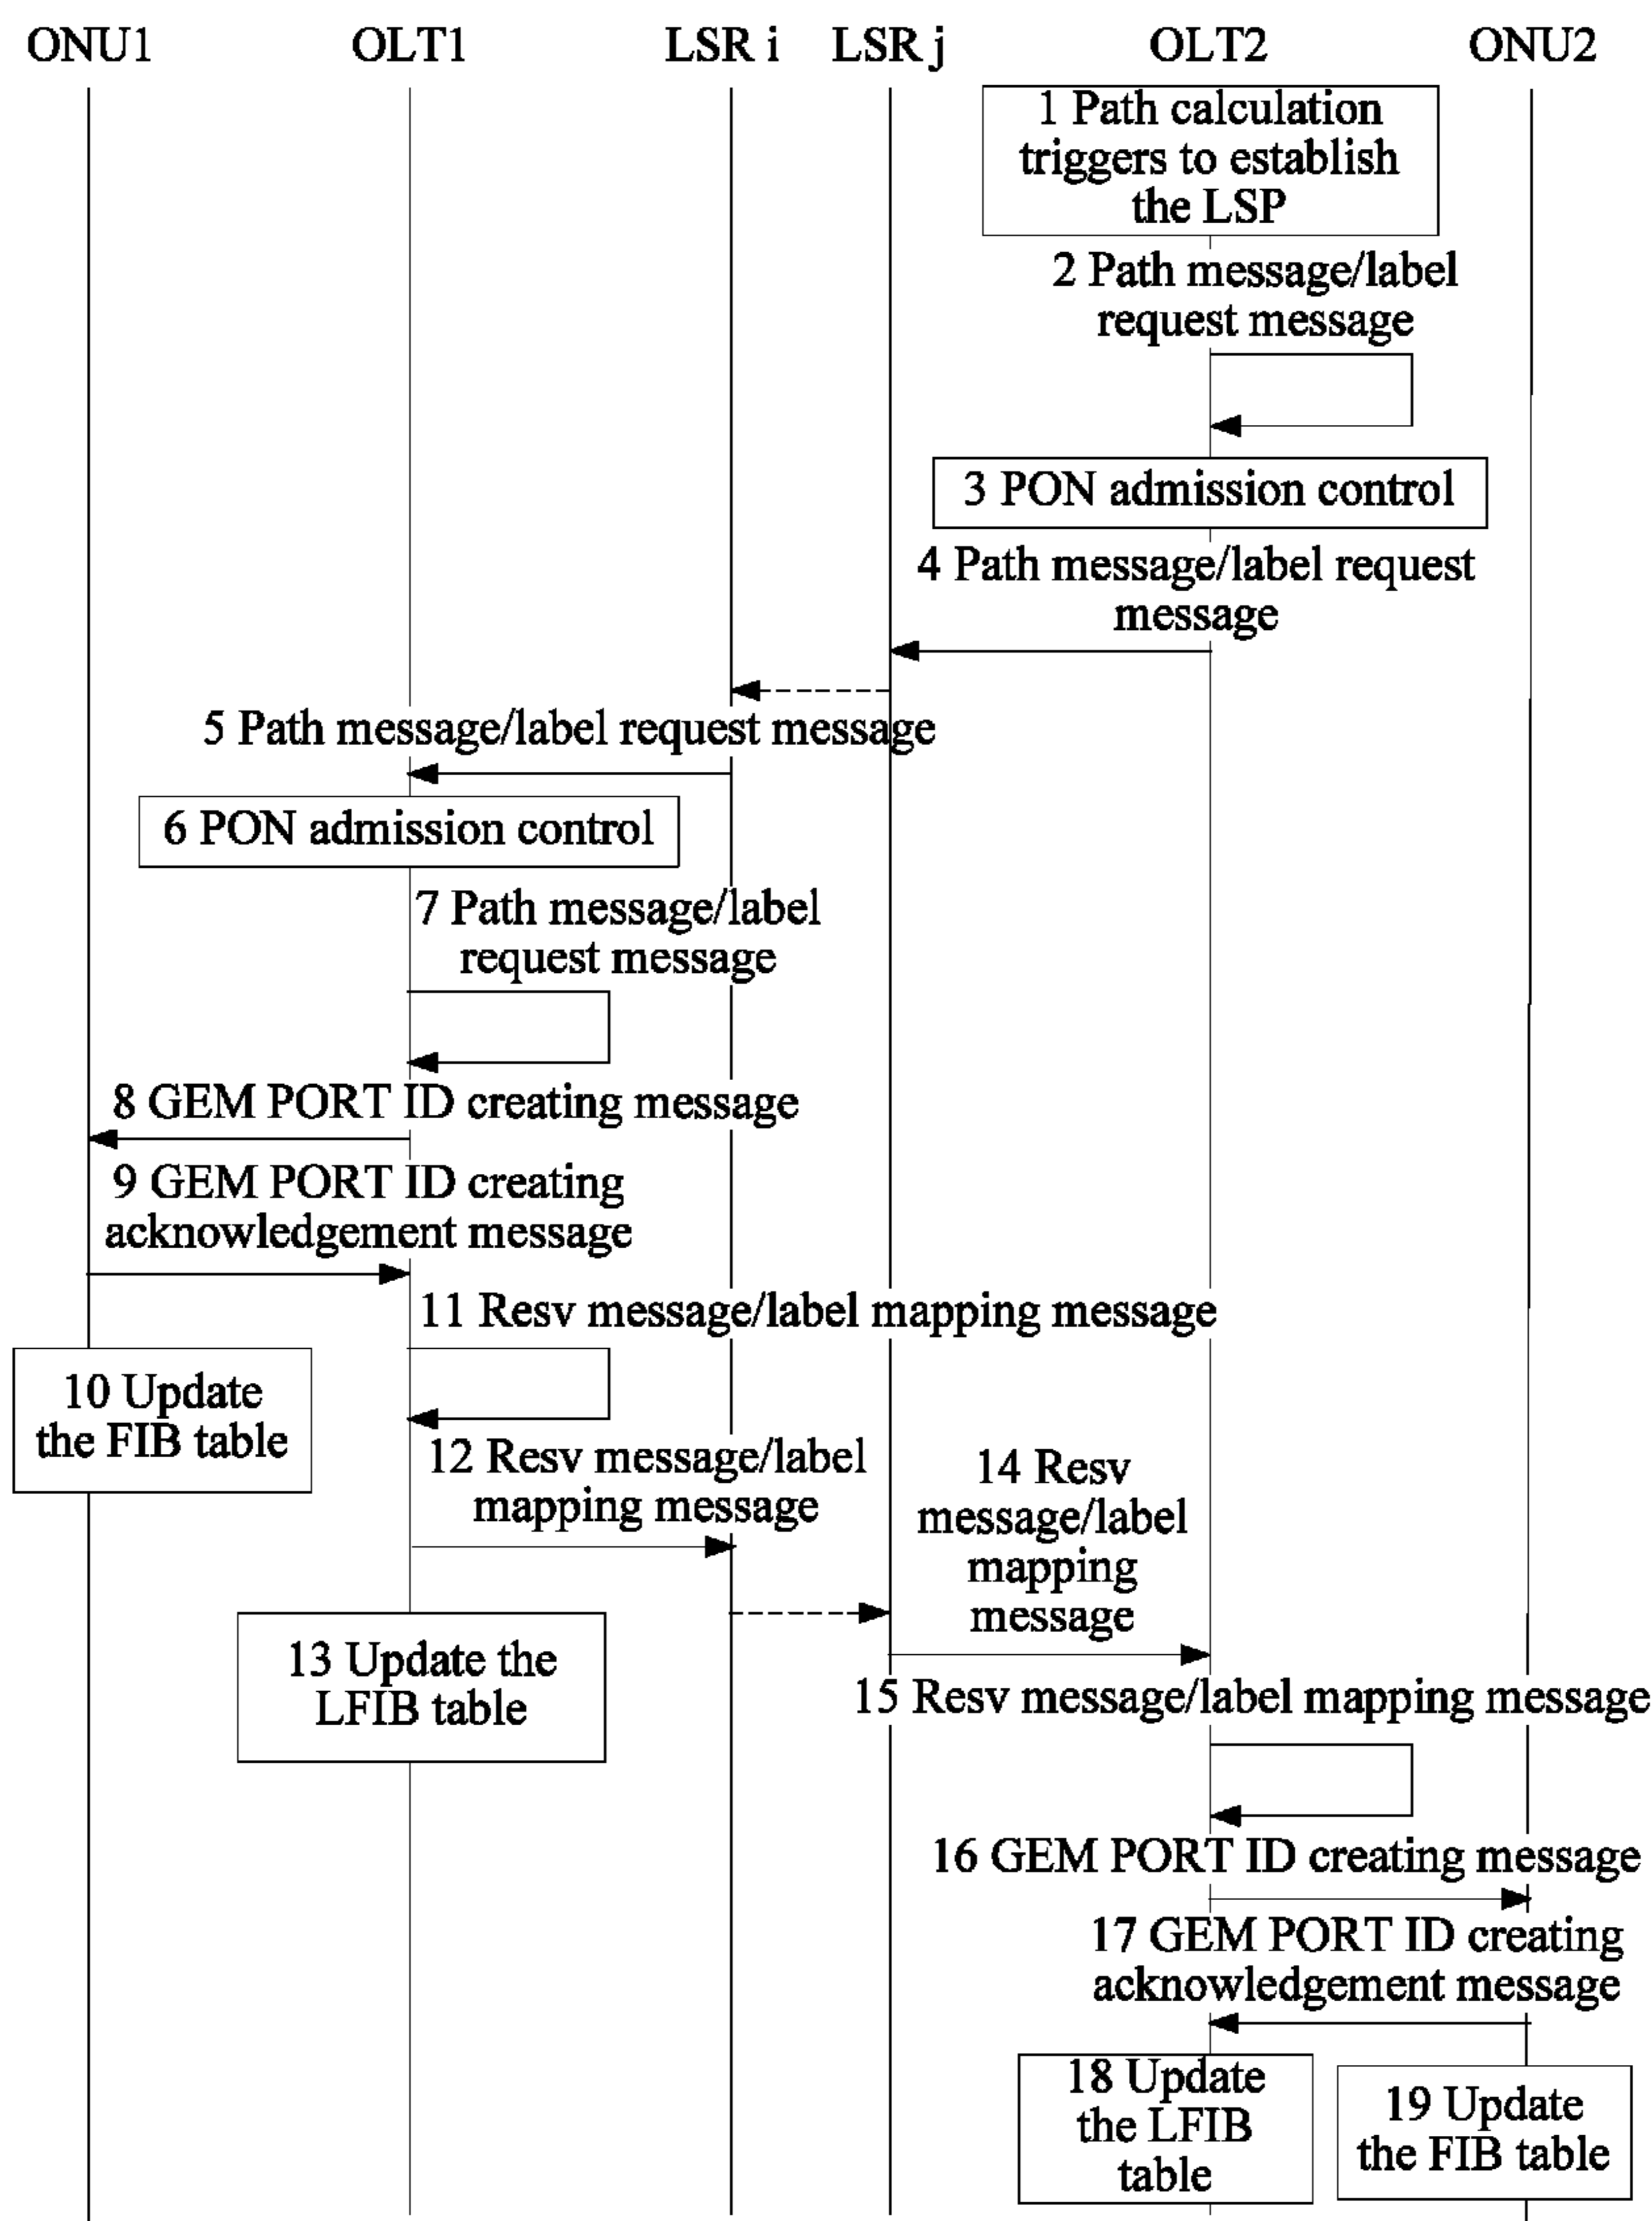 ONU1 OLT1 LSR i LSR j OLT2 ONU2
1 Path calculation
triggers to establish
the LSP
2 Path message/label
request message
3 PON admission control
4 Path message/label request
message
5 Path message/label request message
6 PON admission control
7 Path message/label
request message
8 GEM PORT ID creating message
9 GEM PORT ID creating
acknowledgement message
11 Resv message/label mapping message
10 Update
the FIB table
12 Resv message/label
mapping message
14 Resv
message/label
mapping
message
13 Update the
LFIB table
15 Resv message/label mapping message
16 GEM PORT ID creating message
17 GEM PORT ID creating
acknowledgement message
18 Update
the LFIB
table
19 Update
the FIB table